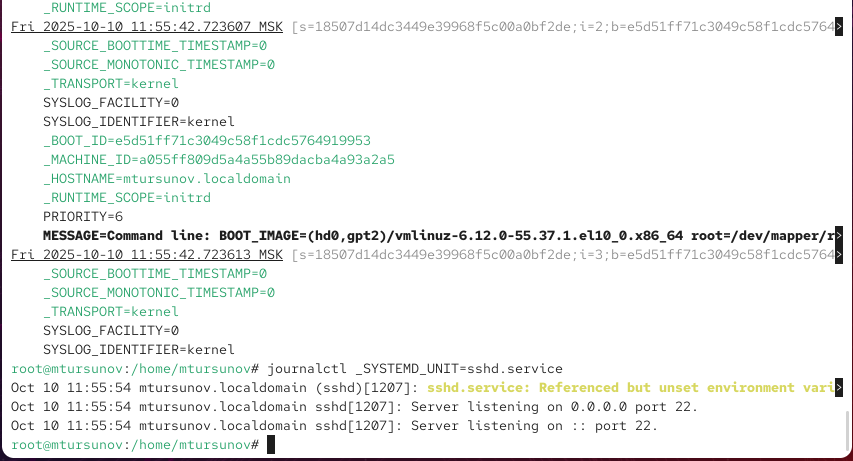 _RUNTIME_SCOPE=initrd
Fri 2025-10-10 11:55:42.723607 MSK [s=18507d14dc3449e39968f5c00a0bf2de;i=2;b=e5d51ff71c3049c58f1cdc5764>
_SOURCE_BOOTTIME_TIMESTAMP=0
_SOURCE_MONOTONIC_TIMESTAMP=0
_TRANSPORT=kernel
SYSLOG_FACILITY=0
SYSLOG_IDENTIFIER=kernel
_BOOT_ID=e5d51ff71c3049c58f1cdc5764919953
_MACHINE_ID=a055ff809d5a4a55b89dacba4a93a2a5
_HOSTNAME=mtursunov.localdomain
_RUNTIME_SCOPE=initrd
PRIORITY=6
MESSAGE=Command line: BOOT_IMAGE=(hd0,gpt2)/vmlinuz-6.12.0-55.37.1.el10_0.x86_64 root=/dev/mapper/r>
Fri 2025-10-10 11:55:42.723613 MSK [s=18507d14dc3449e39968f5c00a0bf2de;i=3;b=e5d51ff71c3049c58f1cdc5764>
_SOURCE_BOOTTIME_TIMESTAMP=0
_SOURCE_MONOTONIC_TIMESTAMP=0
_TRANSPORT=kernel
SYSLOG_FACILITY=0
SYSLOG_IDENTIFIER=kernel
root@mtursunov:/home/mtursunov# journalctl _SYSTEMD_UNIT=sshd.service
Oct 10 11:55:54 mtursunov.localdomain (sshd)[1207]: sshd.service: Referenced but unset environment vari>
Oct 10 11:55:54 mtursunov.localdomain sshd[1207]: Server listening on 0.0.0.0 port 22.
Oct 10 11:55:54 mtursunov.localdomain sshd[1207]: Server listening on :: port 22.
root@mtursunov:/home/mtursunov#